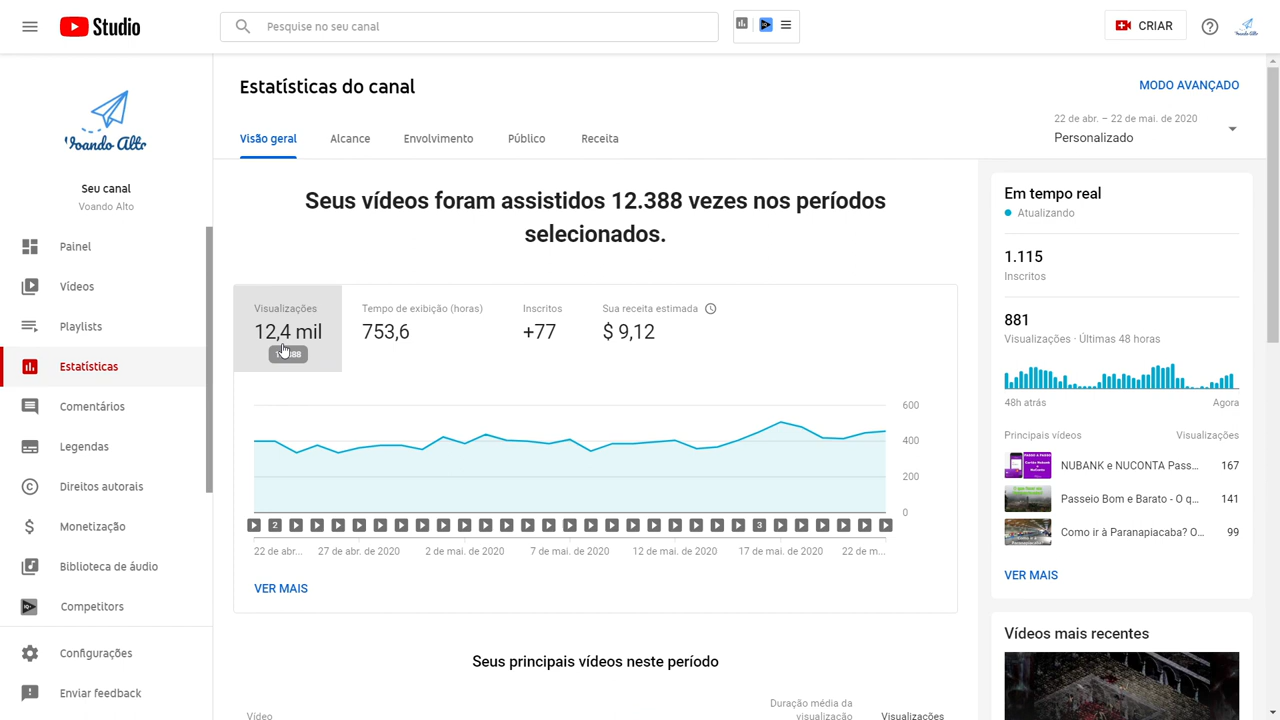 Studio
Pesquise no seu canal
CRIAR
Voando Alto
Seu canal
Voando Alto
Painel
Vídeos
Playlists
Estatísticas
Comentários
Legendas
Direitos autorais
Monetização
Biblioteca de áudio
Competitors
Configurações
Enviar feedback
Estatísticas do canal
MODO AVANÇADO
Visão geral
Alcance
Envolvimento
Público
Receita
22 de abr. – 22 de mai. de 2020
Personalizado
Seus vídeos foram assistidos 12.388 vezes nos períodos
selecionados.
Visualizações
12,4 mil
Tempo de exibição (horas)
753,6
Inscritos
+77
Sua receita estimada
$ 9,12
600
400
200
0
2
3
22 de abr...
27 de abr. de 2020
2 de mai. de 2020
7 de mai. de 2020
12 de mai. de 2020
17 de mai. de 2020
22 de m...
VER MAIS
Seus principais vídeos neste período
Vídeo
Duração média da
visualização
Visualizações
Em tempo real
Atualizando
1.115
Inscritos
881
Visualizações · Últimas 48 horas
48h atrás
Agora
Principais vídeos
Visualizações
NUBANK e NUCONTA Pass...
167
Passeio Bom e Barato - O q...
141
Como ir à Paranapiacaba? O...
99
VER MAIS
Vídeos mais recentes